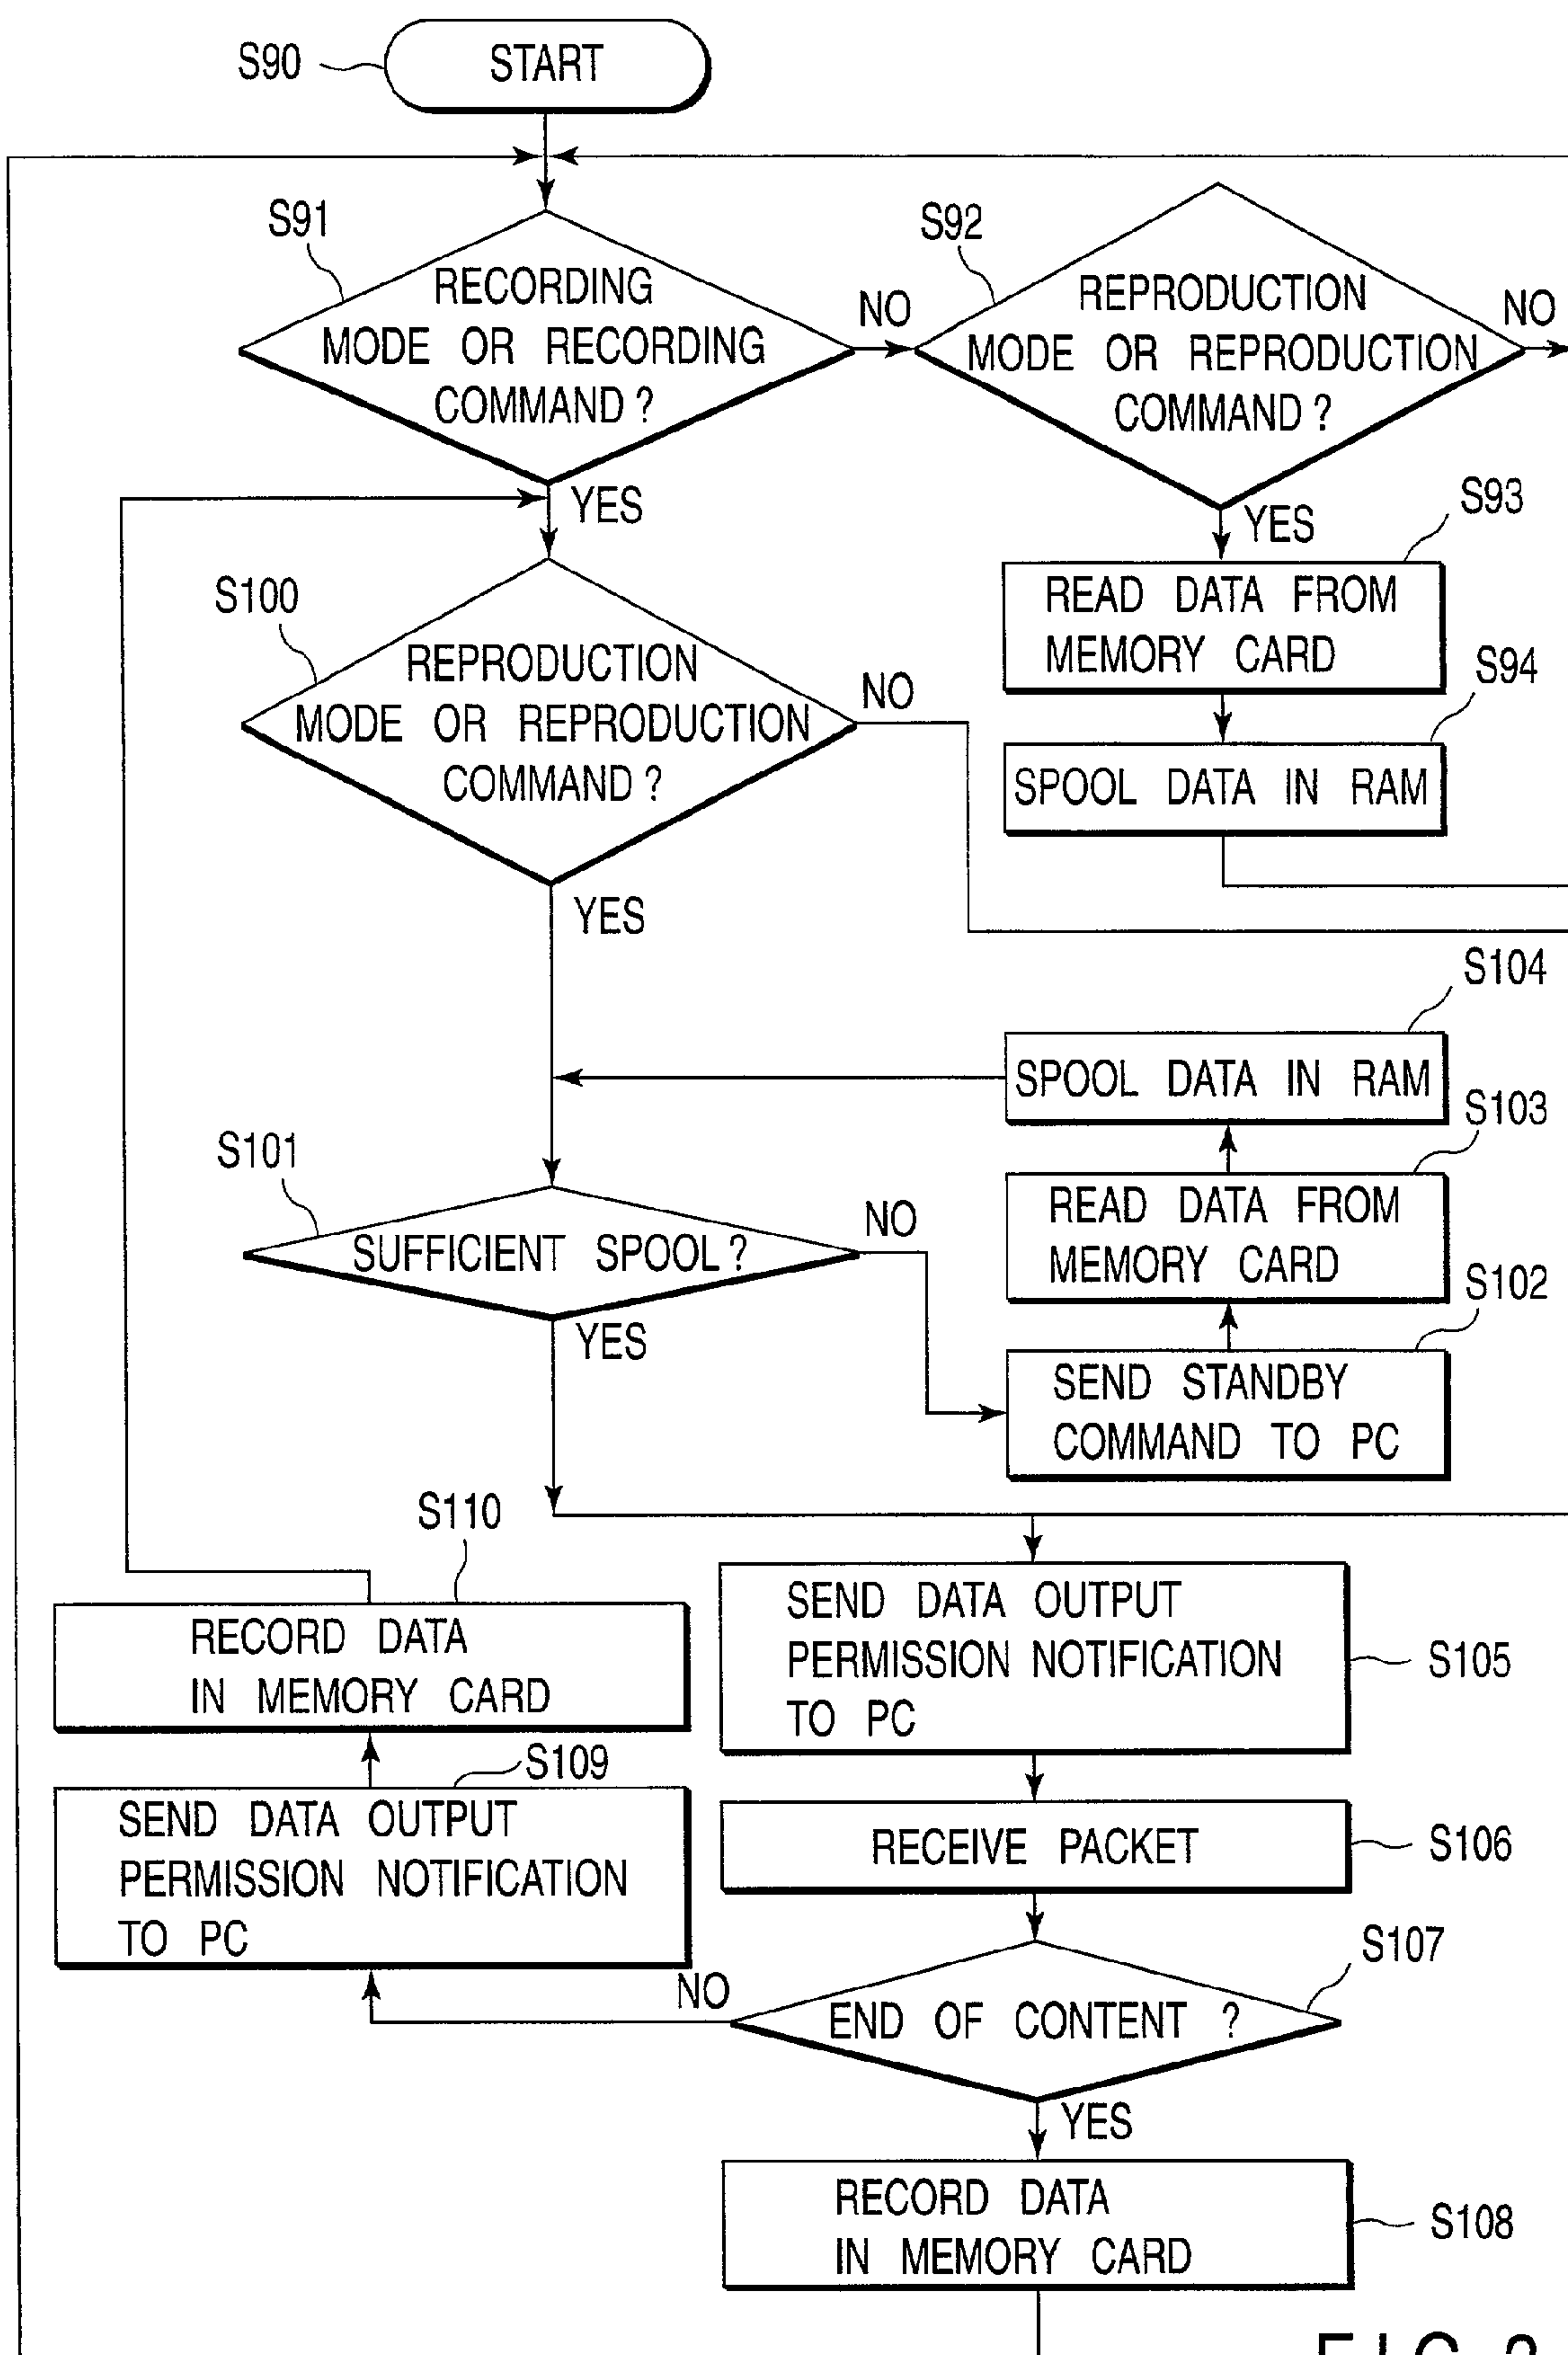 S90
START
S91
RECORDING
MODE OR RECORDING
COMMAND ?
NO
YES
S92
REPRODUCTION
MODE OR REPRODUCTION
COMMAND ?
NO
YES
S93
READ DATA FROM
MEMORY CARD
S94
SPOOL DATA IN RAM
S100
REPRODUCTION
MODE OR REPRODUCTION
COMMAND ?
NO
YES
S104
SPOOL DATA IN RAM
S103
READ DATA FROM
MEMORY CARD
S101
SUFFICIENT SPOOL ?
NO
YES
S102
SEND STANDBY
COMMAND TO PC
S110
RECORD DATA
IN MEMORY CARD
SEND DATA OUTPUT
PERMISSION NOTIFICATION
TO PC
S105
S109
SEND DATA OUTPUT
PERMISSION NOTIFICATION
TO PC
RECEIVE PACKET
S106
S107
NO
END OF CONTENT ?
YES
RECORD DATA
IN MEMORY CARD
S108